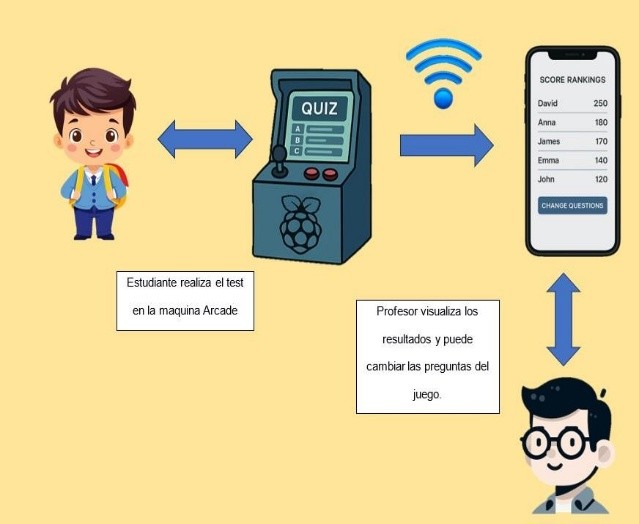 QUIZ
A
B
C
SCORE RANKINGS
David 250
Anna 180
James 170
Emma 140
John 120
CHANGE QUESTIONS
Estudiante realiza el test
en la maquina Arcade
Profesor visualiza los
resultados y puede
cambiar las preguntas del
juego.